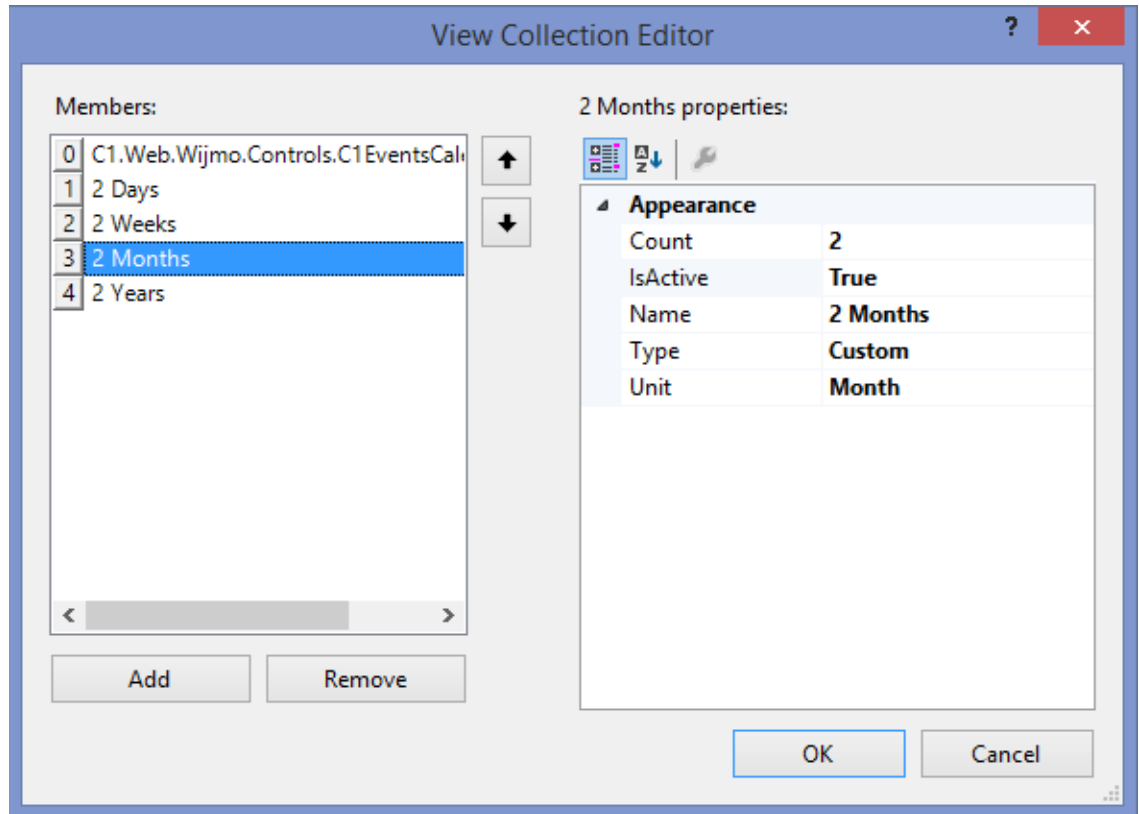 View Collection Editor
?
Members:
0 C1.Web.Wijmo.Controls.C1EventsCal
1 2 Days
2 2 Weeks
3 2 Months
4 2 Years
Add Remove
2 Months properties:
Appearance
Count 2
IsActive True
Name 2 Months
Type Custom
Unit Month
OK Cancel